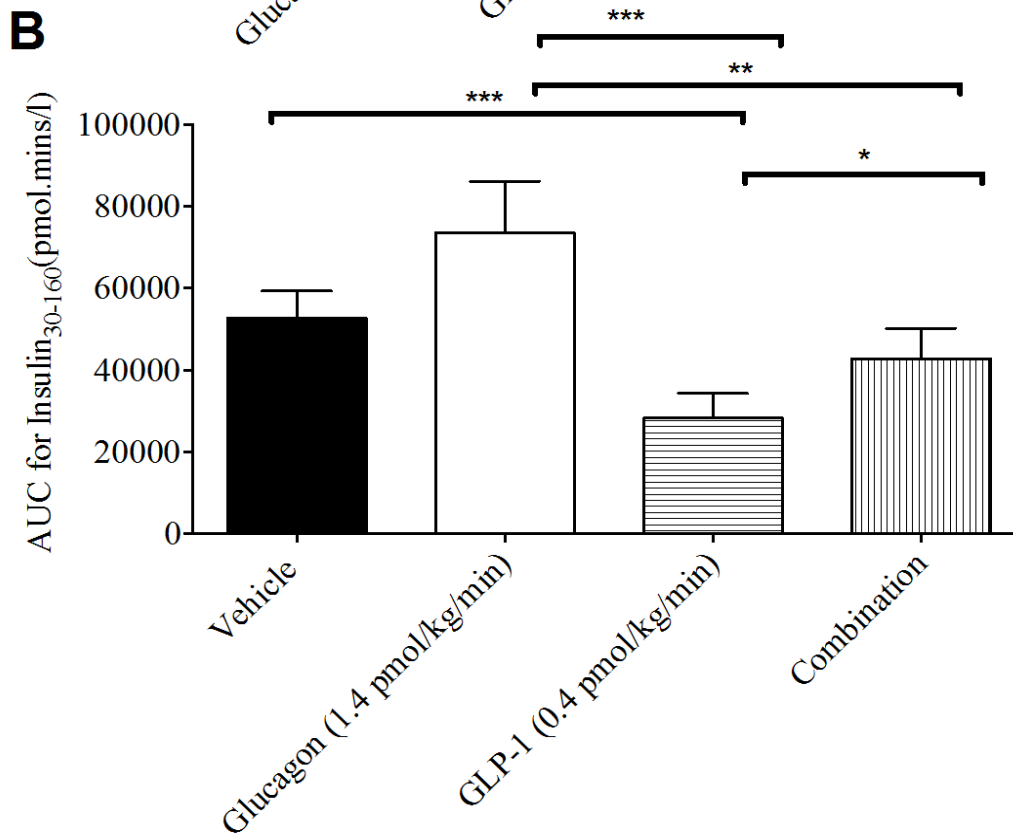 B
***
**
***
*
AUC for Insulin30-160(pmol.mins/l)
100000
80000
60000
40000
20000
0
Vehicle
Glucagon (1.4 pmol/kg/min)
GLP-1 (0.4 pmol/kg/min)
Combination